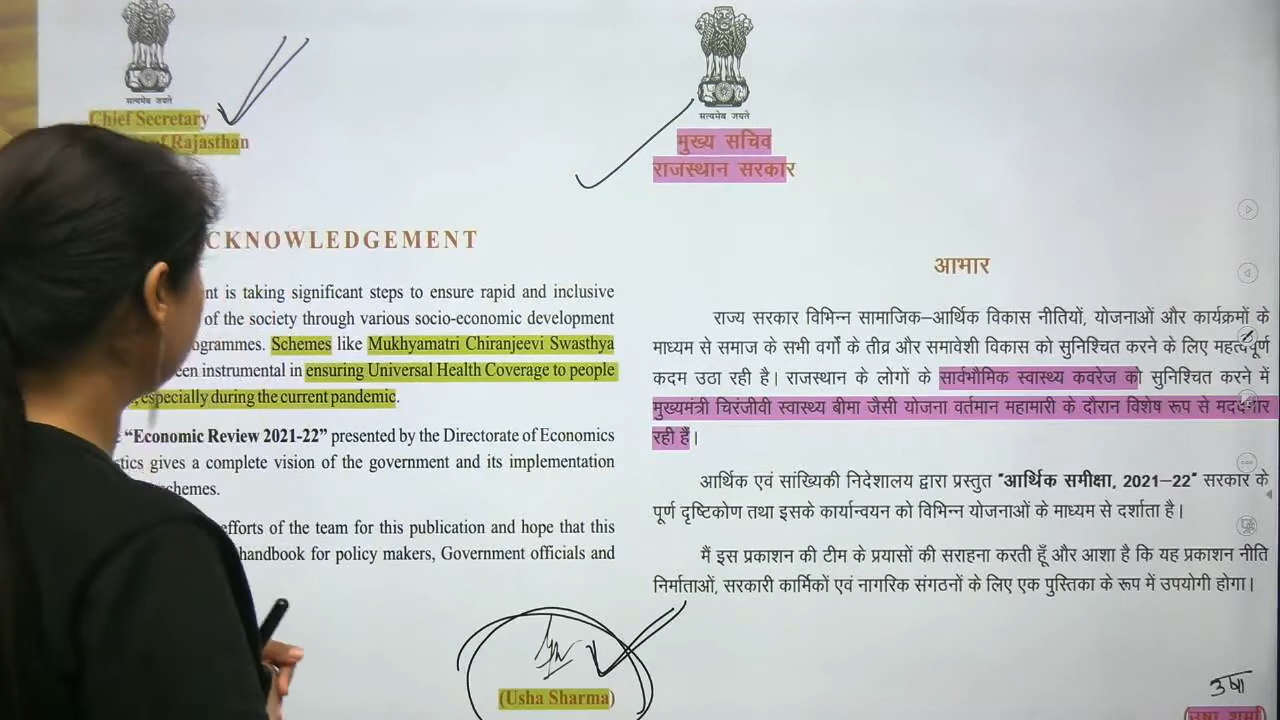 सत्यमेव जयते
Chief Secretary
Rajasthan
CKNOWLEDGEMENT
is taking significant steps to ensure rapid and inclusive
of the society through various socio-economic development
Schemes like Mukhyamatri Chiranjeevi Swasthya
instrumental in ensuring Universal Health Coverage to people
especially during the current pandemic.
“Economic Review 2021-22” presented by the Directorate of Economics
gives a complete vision of the government and its implementation
schemes.
efforts of the team for this publication and hope that this
handbook for policy makers, Government officials and
(Usha Sharma)
सत्यमेव जयते
मुख्य सचिव
राजस्थान सरकार
आभार
राज्य सरकार विभिन्न सामाजिक–आर्थिक विकास नीतियों, योजनाओं और कार्यक्रमों के
माध्यम से समाज के सभी वर्गों के तीव्र और समावेशी विकास को सुनिश्चित करने के लिए महत्वपूर्ण
कदम उठा रही है। राजस्थान के लोगों के सार्वभौमिक स्वास्थ्य कवरेज को सुनिश्चित करने में
मुख्यमंत्री चिरंजीवी स्वास्थ्य बीमा जैसी योजना वर्तमान महामारी के दौरान विशेष रूप से मददगार
रही हैं।
आर्थिक एवं सांख्यिकी निदेशालय द्वारा प्रस्तुत "आर्थिक समीक्षा, 2021–22" सरकार के
पूर्ण दृष्टिकोण तथा इसके कार्यान्वयन को विभिन्न योजनाओं के माध्यम से दर्शाता है।
मैं इस प्रकाशन की टीम के प्रयासों की सराहना करती हूँ और आशा है कि यह प्रकाशन नीति
निर्माताओं, सरकारी कार्मिकों एवं नागरिक संगठनों के लिए एक पुस्तिका के रूप में उपयोगी होगा।
उषा
(उषा शर्मा)